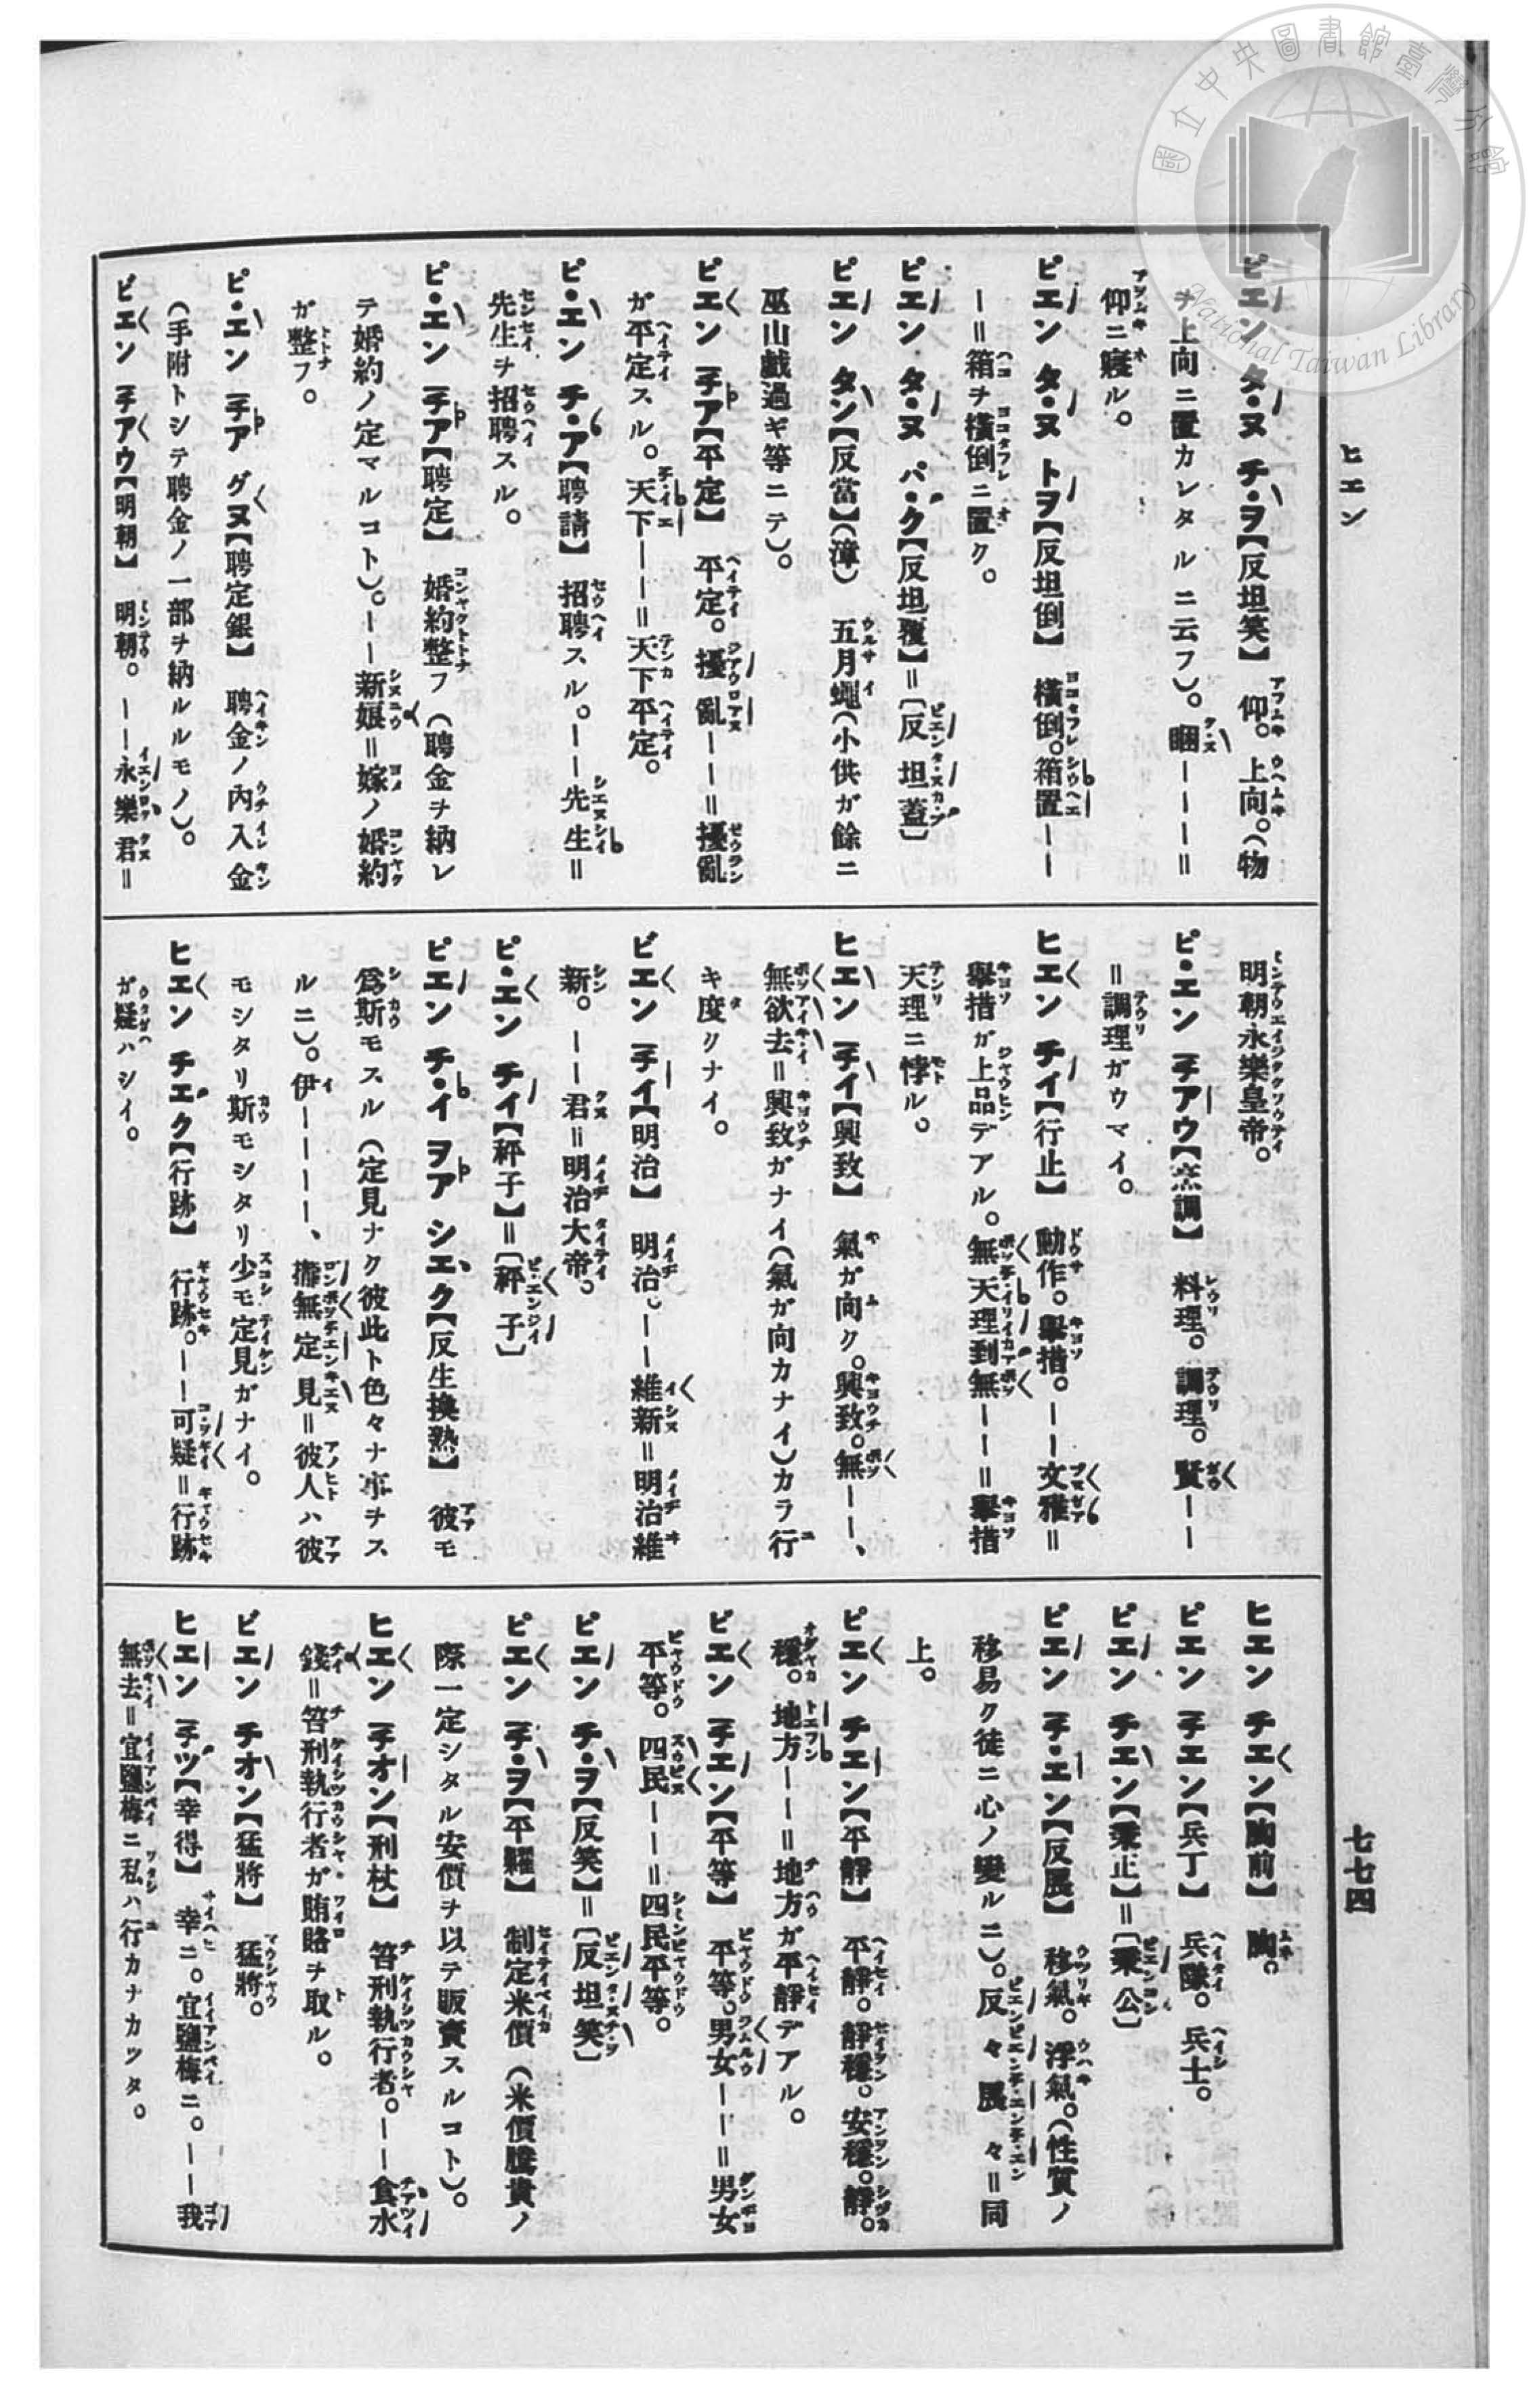 國立中央圖書館臺灣分館
National Taiwan Library
ヒエン
七七四
ピエン タ・ヌ チ・ヲ【反坦笑】 仰。上向。(物
ヲ上向ニ置カレタルニ云フ)。睏ーーー=
仰ニ寢ル。
ピエン タ・ヌ トヲ【反坦倒】 橫倒。箱置ーー
ー=箱ヲ橫倒ニ置ク。
ピエン タ・ヌ パ・ク【反坦覆】=〔反坦蓋〕
ピエン タン【反當】(漳) 五月蠅(小供ガ餘ニ
巫山戲過ギ等ニテ)。
ピエン チア【平定】 平定。擾亂ーー=擾亂
ガ平定スル。天下ーー=天下平定。
ピ・エン チ・ア【聘請】 招聘スル。ーー先生=
先生ヲ招聘スル。
ピ・エン チア【聘定】 婚約整フ(聘金ヲ納レ
テ婚約ノ定マルコト)。ーー新娘=嫁ノ婚約
ガ整フ。
ピ・エン チア グヌ【聘定銀】 聘金ノ內入金
(手附トシテ聘金ノ一部ヲ納ルルモノ)。
ビエン チアウ【明朝】 明朝。ーー永樂君=
明朝永樂皇帝。
ピ・エン チアウ【烹調】 料理。調理。賢ーー
=調理ガウマイ。
ヒエン チイ【行止】 動作。擧措。ーー文雅=
擧措ガ上品デアル。無天理到無ーー=擧措
天理ニ悖ル。
ヒエン チイ【興致】 氣ガ向ク。興致。無ーー、
無欲去=興致ガナイ(氣ガ向カナイ)カラ行
キ度クナイ。
ビエン チイ【明治】 明治。ーー維新=明治維
新。ーー君=明治大帝。
ピ・エン チイ【秤子】=〔秤子〕
ピエン チ・イ ヲア シエク【反生換熟】 彼モ
爲斯モスル(定見ナク彼此ト色々ナ事ヲス
ルニ)。伊ーーーー、攏無定見=彼人ハ彼
モシタリ斯モシタリ少モ定見ガナイ。
ヒエン チエク【行跡】 行跡。ーー可疑=行跡
ガ疑ハシイ。
ヒエン チエン【胸前】 胸。
ピエン チエン【兵丁】 兵隊。兵士。
ピエン チエン【秉正】=〔秉公〕
ピエン チ・エン【反展】 移氣。浮氣。(性質ノ
移易ク徒ニ心ノ變ルニ)。反々展々=同
上。
ピエン チエン【平靜】 平靜。靜穩。安穩。靜。
穩。地方ーー=地方ガ平靜デアル。
ピエン チエン【平等】 平等。男女ーー=男女
平等。四民ーー=四民平等。
ピエン チ・ヲ【反笑】=〔反坦笑〕
ピエン チ・ヲ【平糶】 制定米價(米價騰貴ノ
際一定シタル安價ヲ以テ販賣スルコト)。
ヒエン チオン【刑杖】 笞刑執行者。ーー食水
錢=笞刑執行者ガ賄賂ヲ取ル。
ビエン チオン【猛將】 猛將。
ヒエン チツ【幸得】 幸ニ。宜鹽梅ニ。ーー我
無去=宜鹽梅ニ私ハ行カナカッタ。